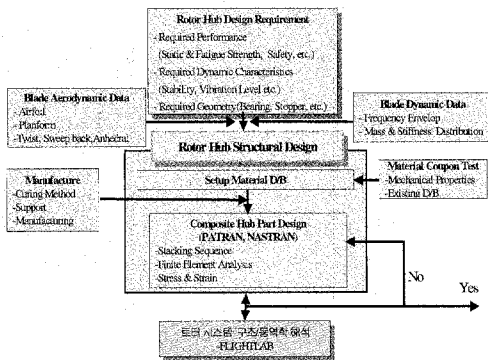 Rotor Hub Design Requirement
- Required Performance
(Static & Fatigue Strength, Safety, etc.)
- Required Dynamic Characteristics
(Stability, Vibration Level etc.)
- Required Geometry(Bearing, Stopper, etc.)
Blade Aerodynamic Data
- Airfoil
- Planform
- Twist, Sweep back, Anhedral
Blade Dynamic Data
- Frequency Envelop
- Mass & Stiffness Distribution
Rotor Hub Structural Design
Manufacture
-Curing Method
- Support
- Manufacturing
Setup Material D/B
Material Coupon Test
- Mechanical Properties
- Existing D/B
Composite Hub Part Design
(PATRAN, NASTRAN)
-Stacking Sequence
-Finite Element Analysis
-Stress & Strain
No
Yes
로터 시스템 구조/동역학 해석
-FLIGHTLAB